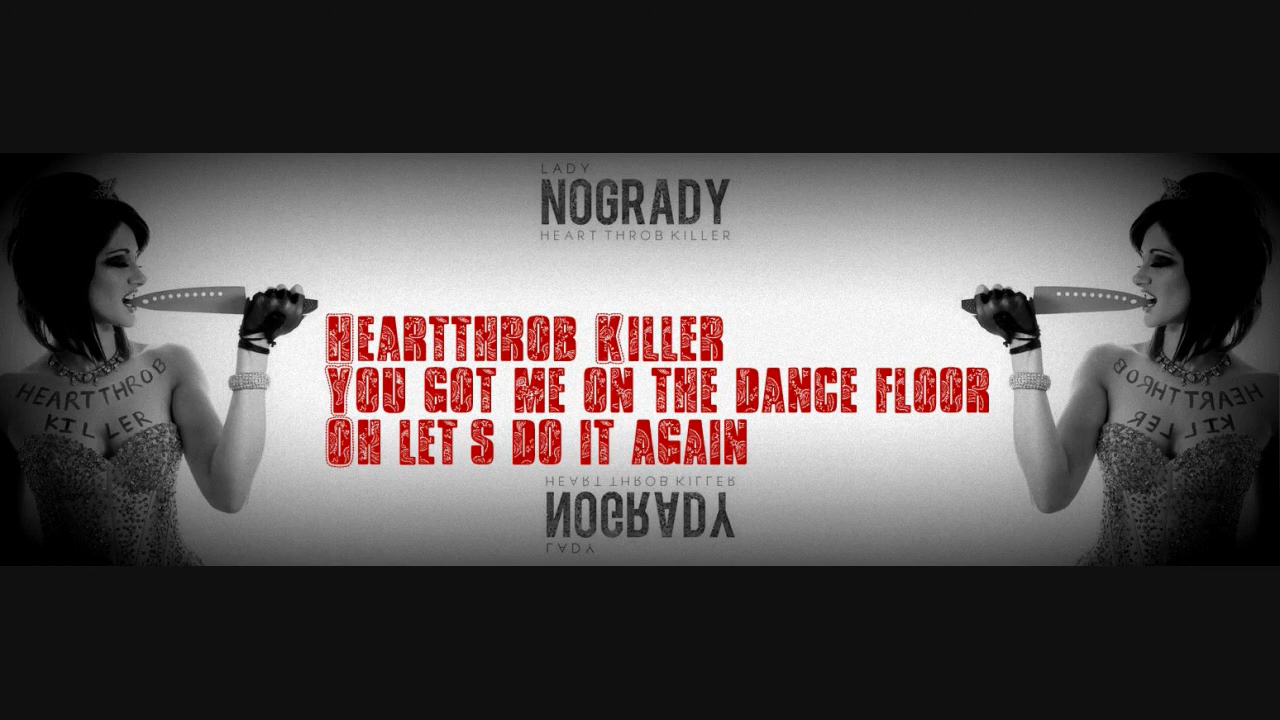 LADY
NOGRADY
HEART THROB KILLER
HEARTTHROB
KILLER
HEARTTHROB KILLER
YOU GOT ME ON THE DANCE FLOOR
OH LET S DO IT AGAIN
HEARTTHROB
KILLER
HEART THROB KILLER
NOGRADY
LADY